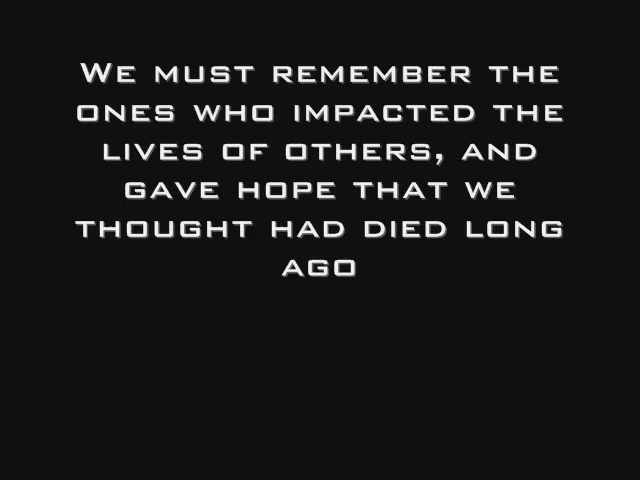 We must remember the
ones who impacted the
lives of others, and
gave hope that we
thought had died long
ago